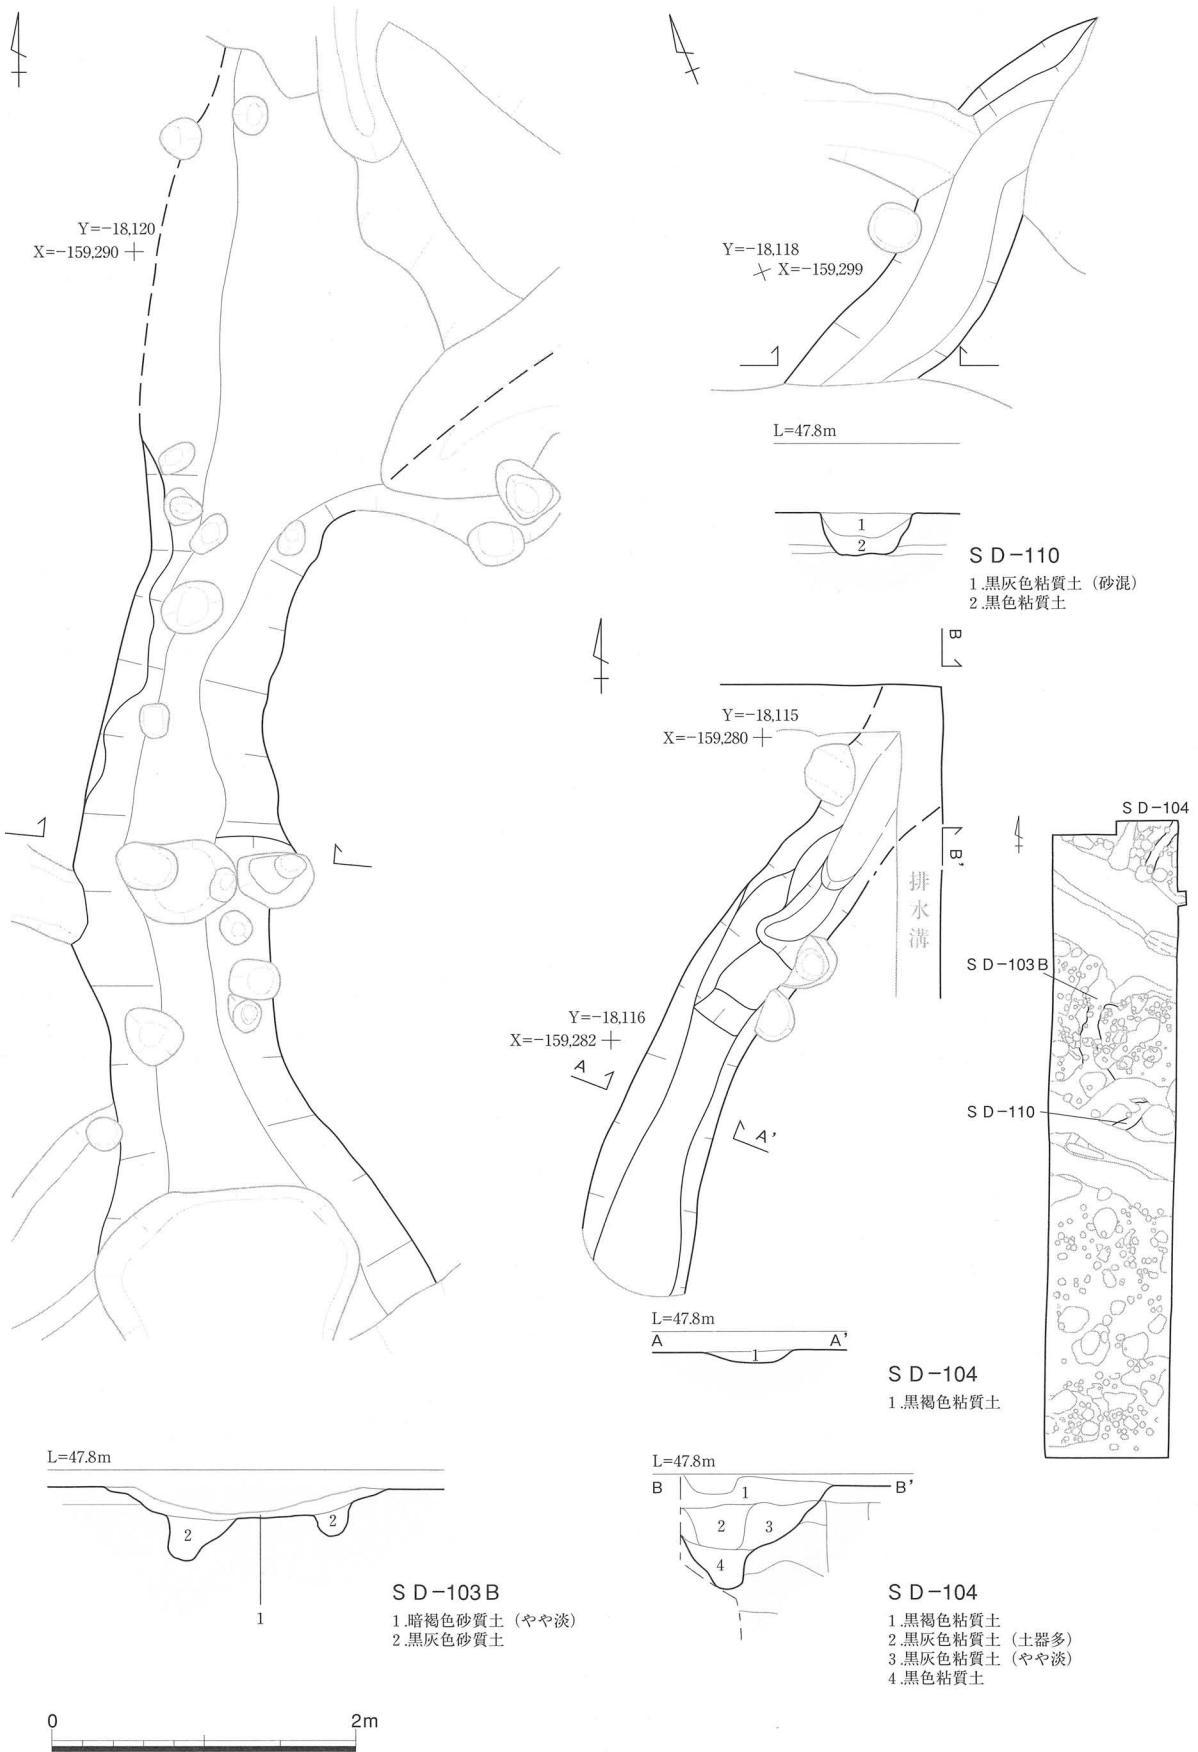 Y=−18,120
X=−159,290
Y=−18,118
X=−159,299
L=47.8m
1
2
SD−110
1.黒灰色粘質土（砂混）
2.黒色粘質土
B
Y=−18,115
X=−159,280
B'
排水溝
Y=−18,116
X=−159,282
A
A'
SD−104
SD−103B
SD−110
L=47.8m
A
A'
1
SD−104
1.黒褐色粘質土
L=47.8m
2
2
1
SD−103B
1.暗褐色砂質土（やや淡）
2.黒灰色砂質土
L=47.8m
B
B'
1
2
3
4
SD−104
1.黒褐色粘質土
2.黒灰色粘質土（土器多）
3.黒灰色粘質土（やや淡）
4.黒色粘質土
0
2m